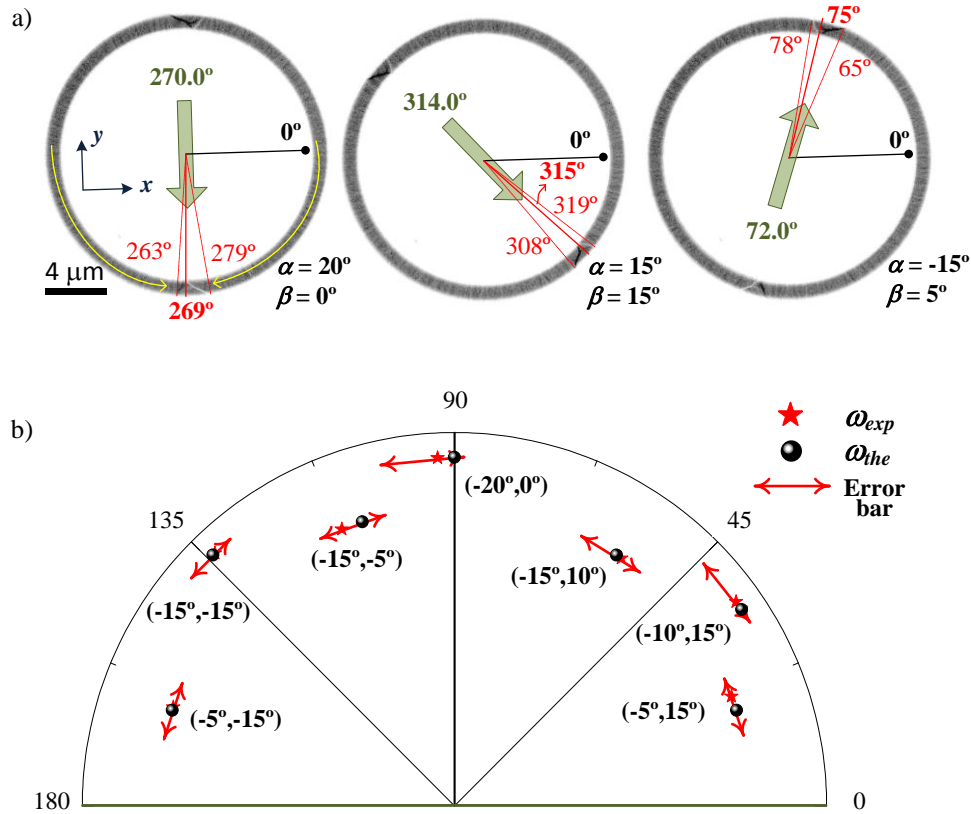 a)
270.0º
0º
y
x
263º
279º
269º
4 μm
α = 20º
β = 0º
314.0º
0º
315º
319º
308º
α = 15º
β = 15º
75º
78º
65º
0º
72.0º
α = -15º
β = 5º
b)
90
135
45
180
0
(-20º,0º)
(-15º,-5º)
(-15º,10º)
(-15º,-15º)
(-10º,15º)
(-5º,-15º)
(-5º,15º)
ωexp
ωthe
Error
bar